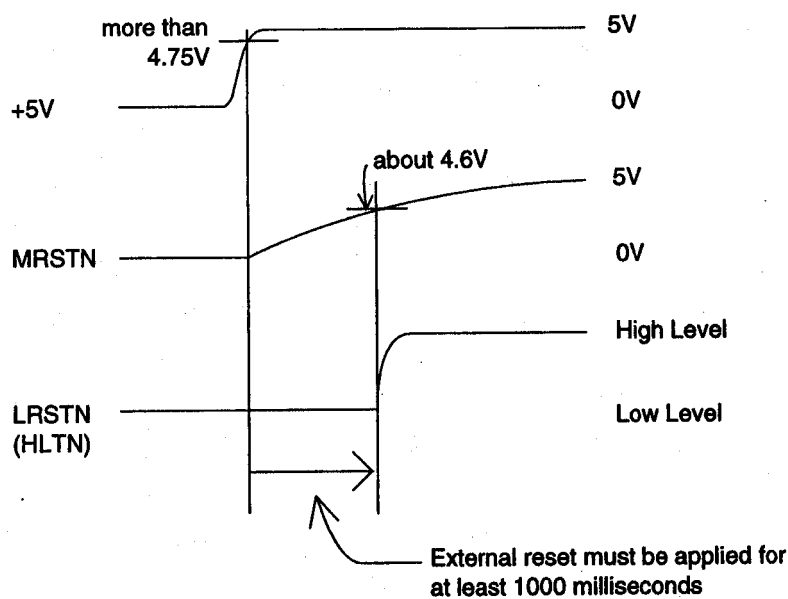 more than
4.75V
5V
+5V
0V
about 4.6V
5V
MRSTN
0V
High Level
LRSTN
(HLTN)
Low Level
External reset must be applied for
at least 1000 milliseconds